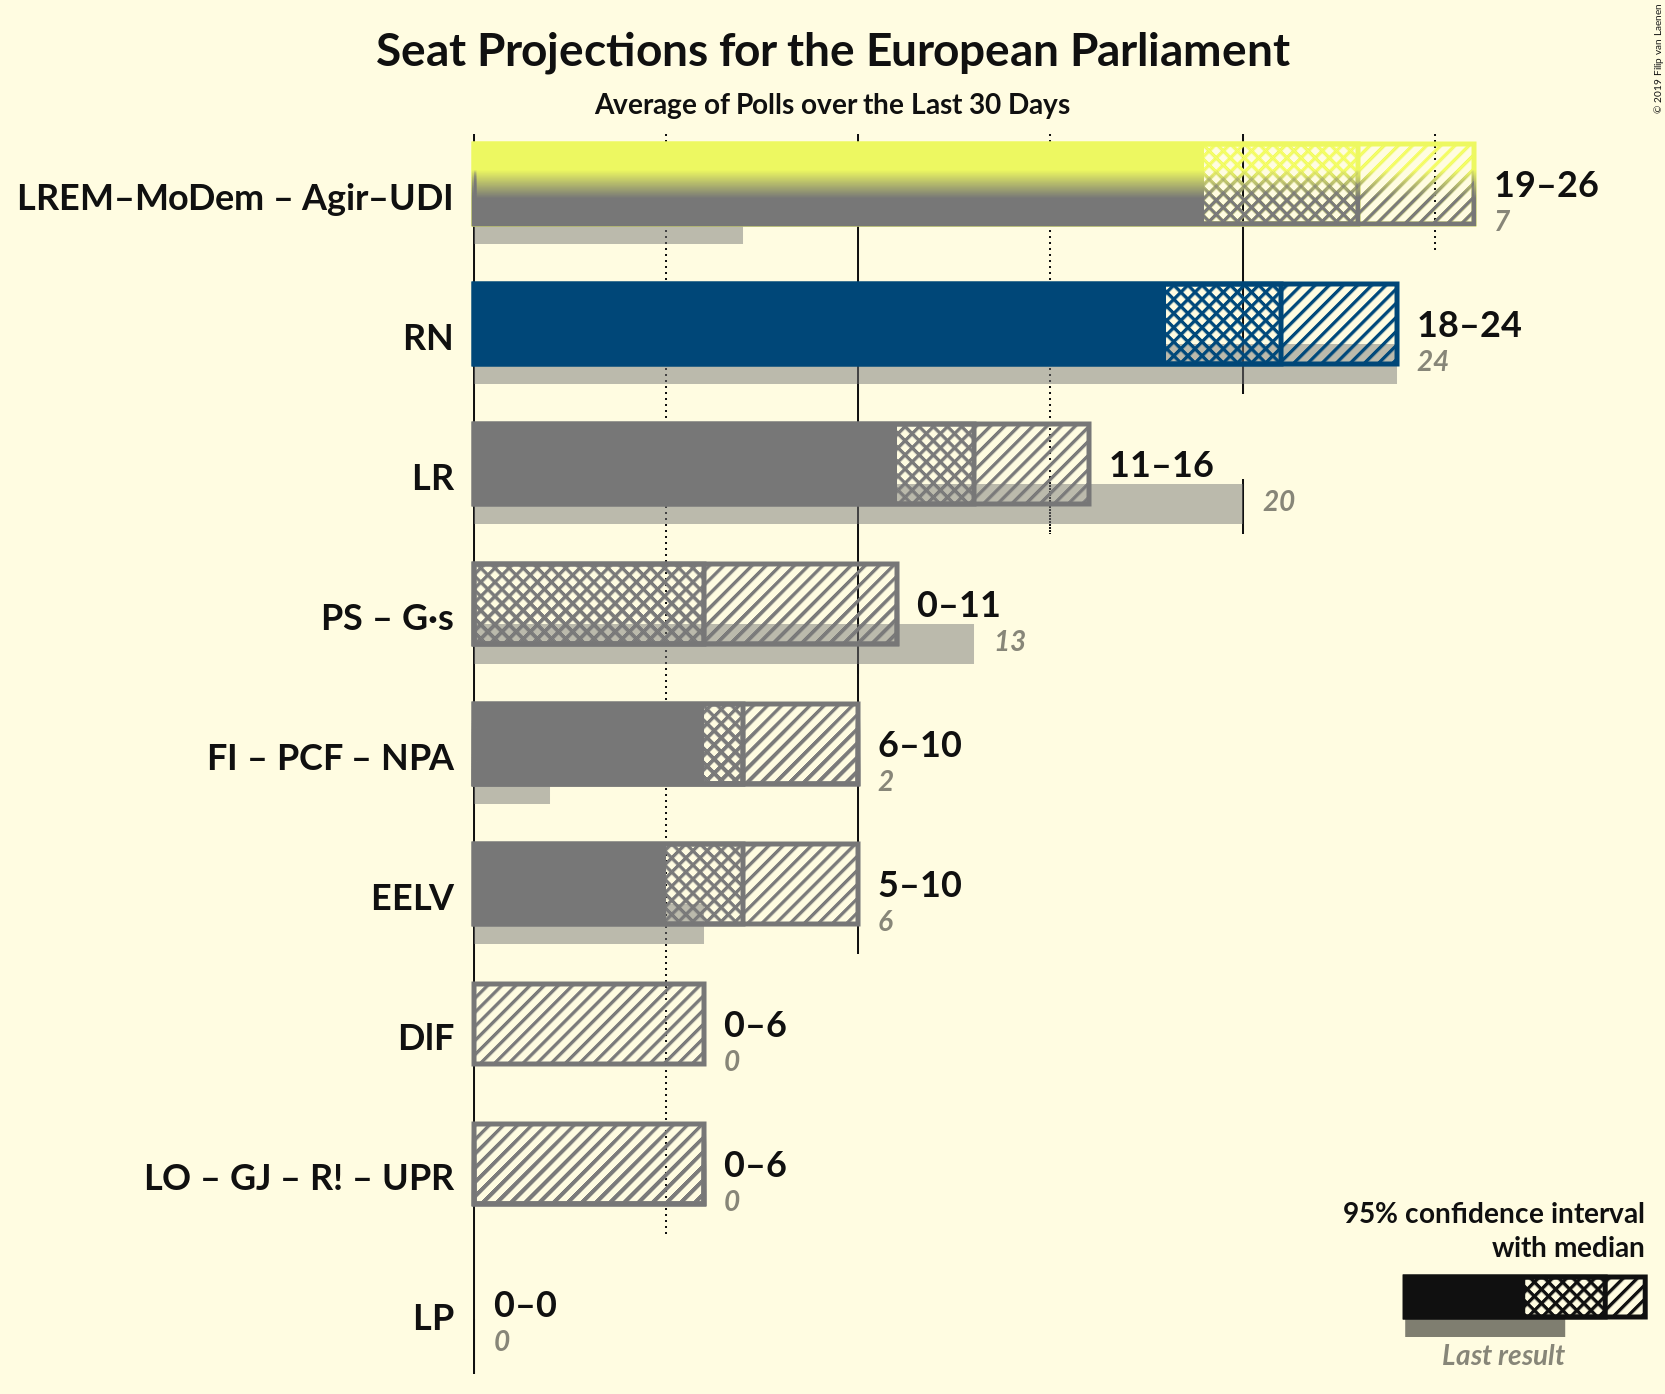 Seat Projections for the European Parliament
Average of Polls over the Last 30 Days
© 2019 Filip van Laenen
LREM–MoDem – Agir–UDI
19–26
7
RN
18–24
24
LR
11–16
20
PS – G·s
0–11
13
FI – PCF – NPA
6–10
2
EELV
5–10
6
DlF
0–6
0
LO – GJ – R! – UPR
0–6
0
LP
0–0
0
95% confidence interval
with median
Last result